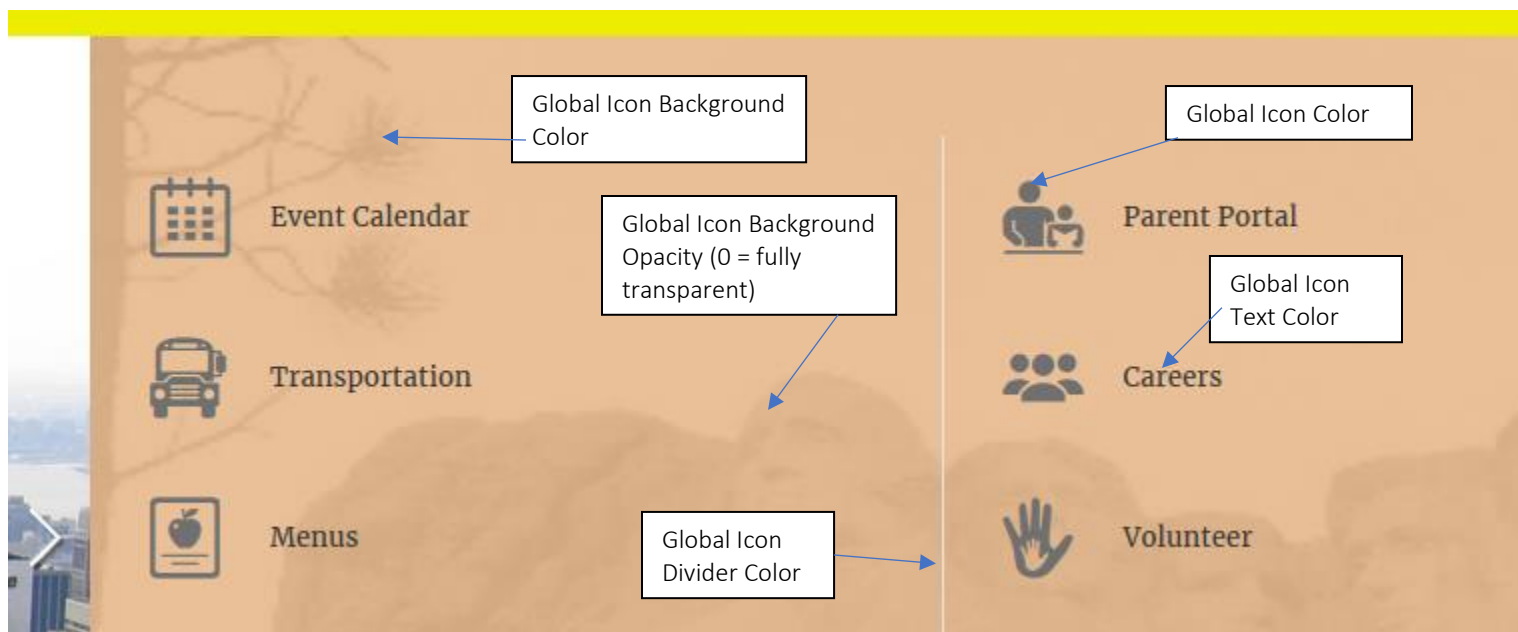 Global Icon Background
Color
Global Icon Color
Event Calendar
Global Icon Background
Opacity (0 = fully
transparent)
Parent Portal
Global Icon
Text Color
Transportation
Careers
Menus
Global Icon
Divider Color
Volunteer